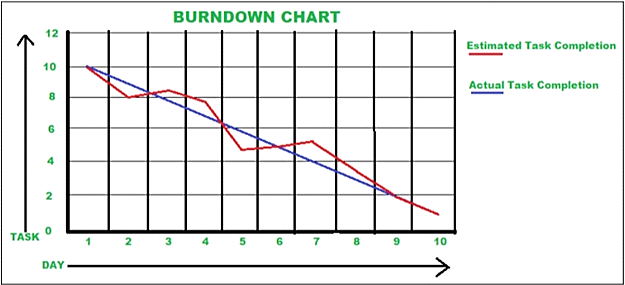 BURNDOWN CHART
12
10
8
6
4
2
0
TASK
1 2 3 4 5 6 7 8 9 10
DAY
Estimated Task Completion
Actual Task Completion